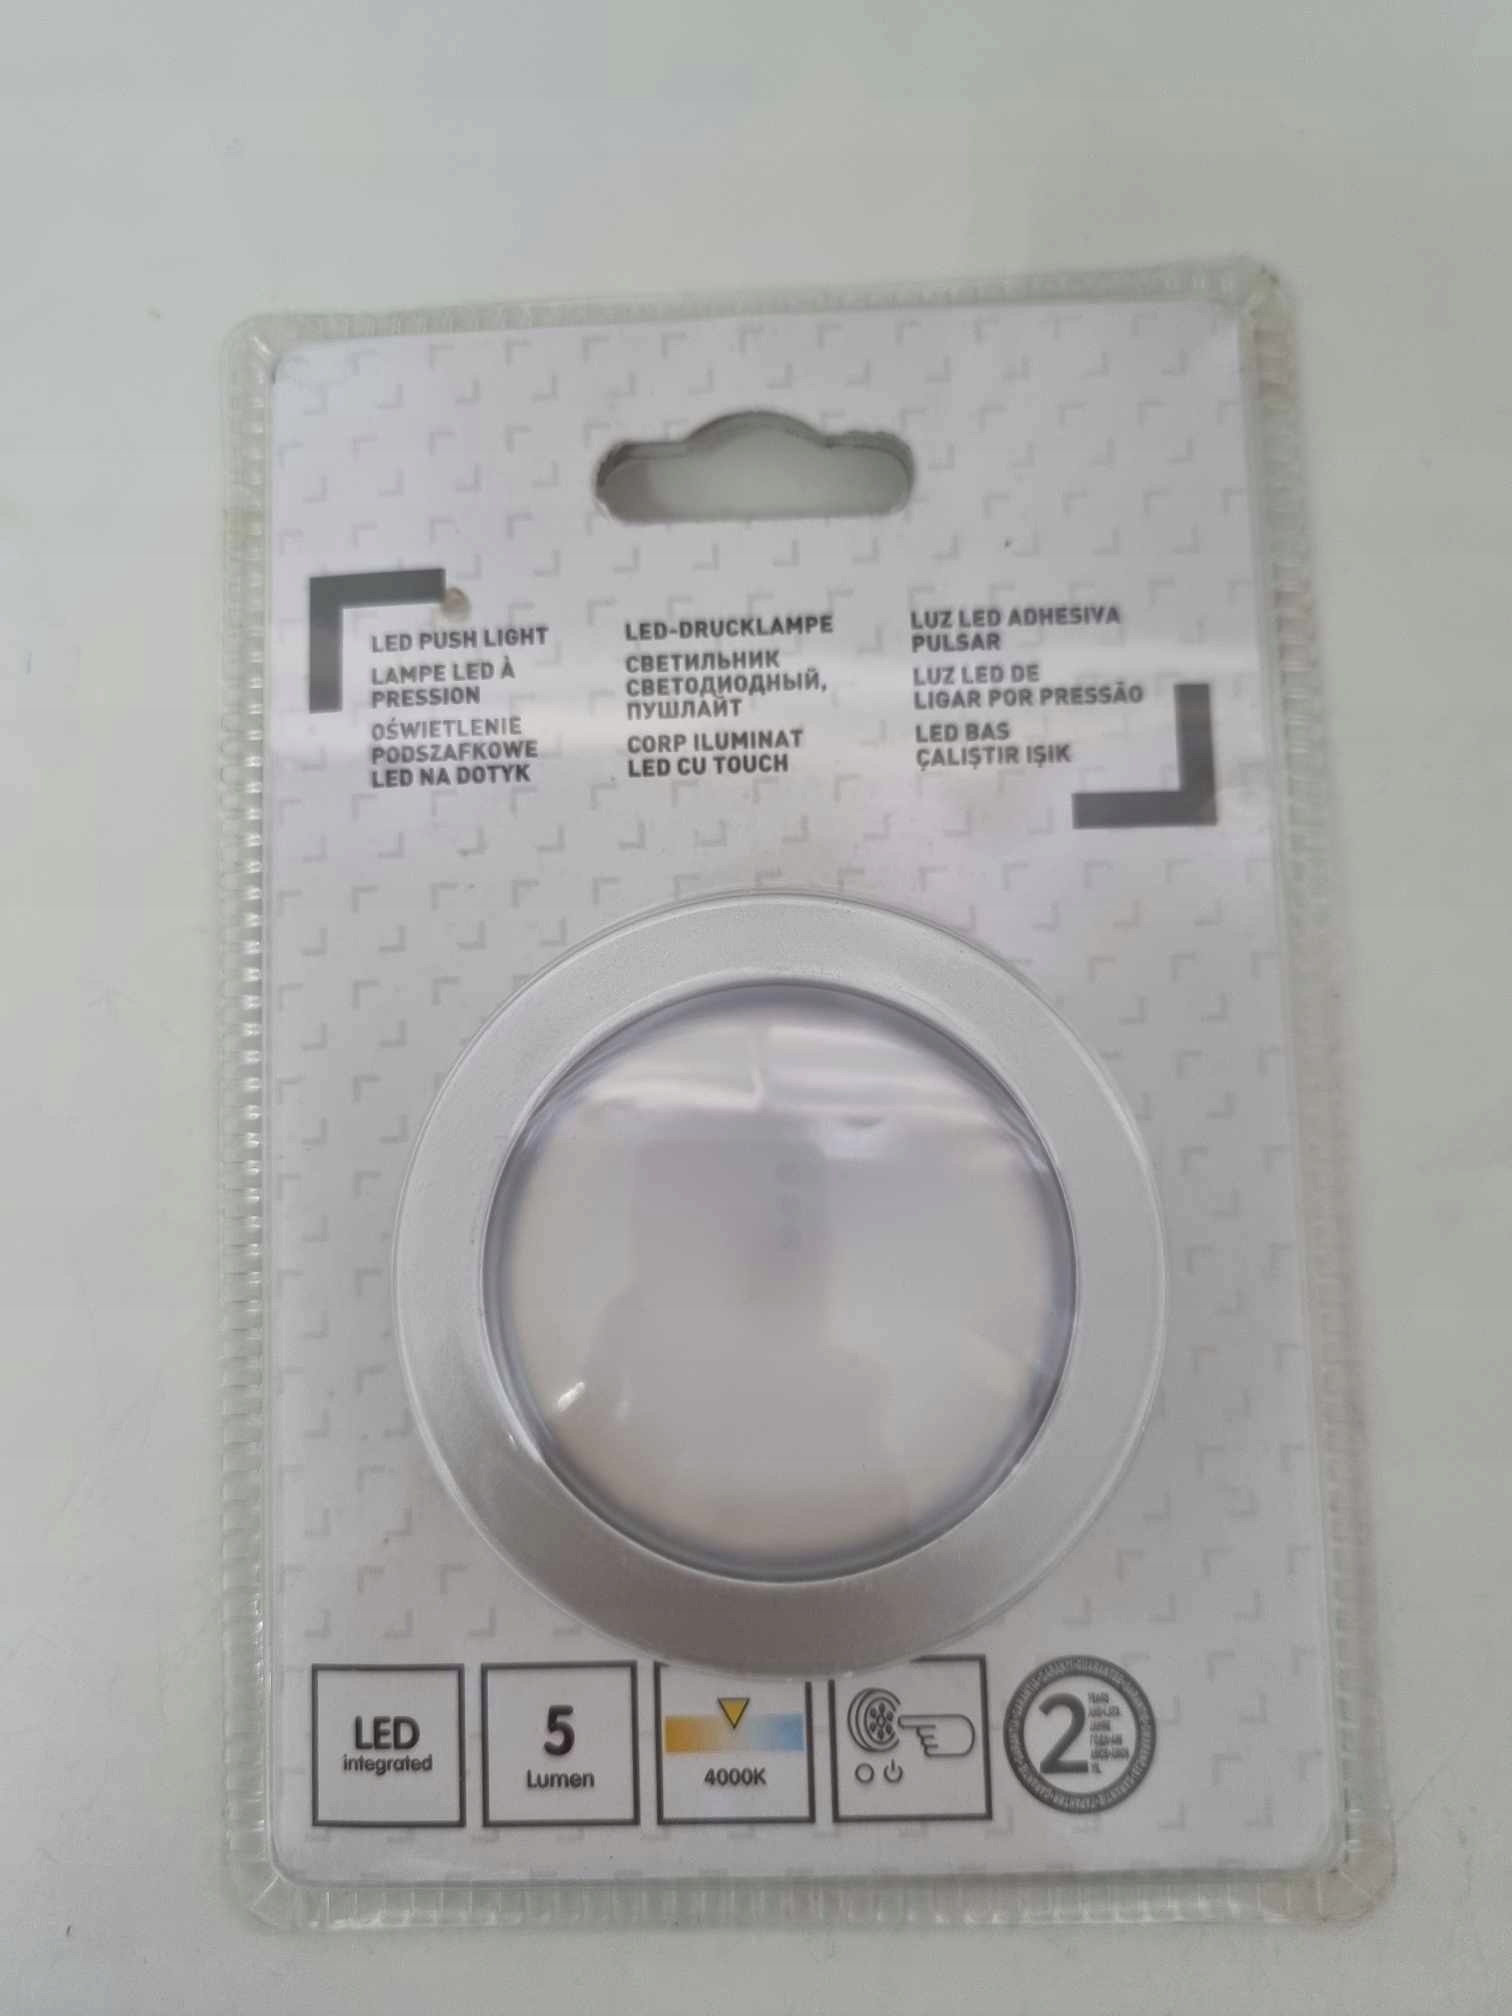 LED PUSH LIGHT
LAMPE LED À
PRESSION
OŚWIETLENIE
PODSZAFKOWE
LED NA DOTYK
LED-DRUCKLAMPE
СВЕТИЛЬНИК
СВЕТОДИОДНЫЙ,
ПУШЛАЙТ
CORP ILUMINAT
LED CU TOUCH
LUZ LED ADHESIVA
PULSAR
LUZ LED DE
LIGAR POR PRESSÃO
LED BAS
ÇALIŞTIR IŞIK
LED
integrated
5
Lumen
4000K
2
YEARS